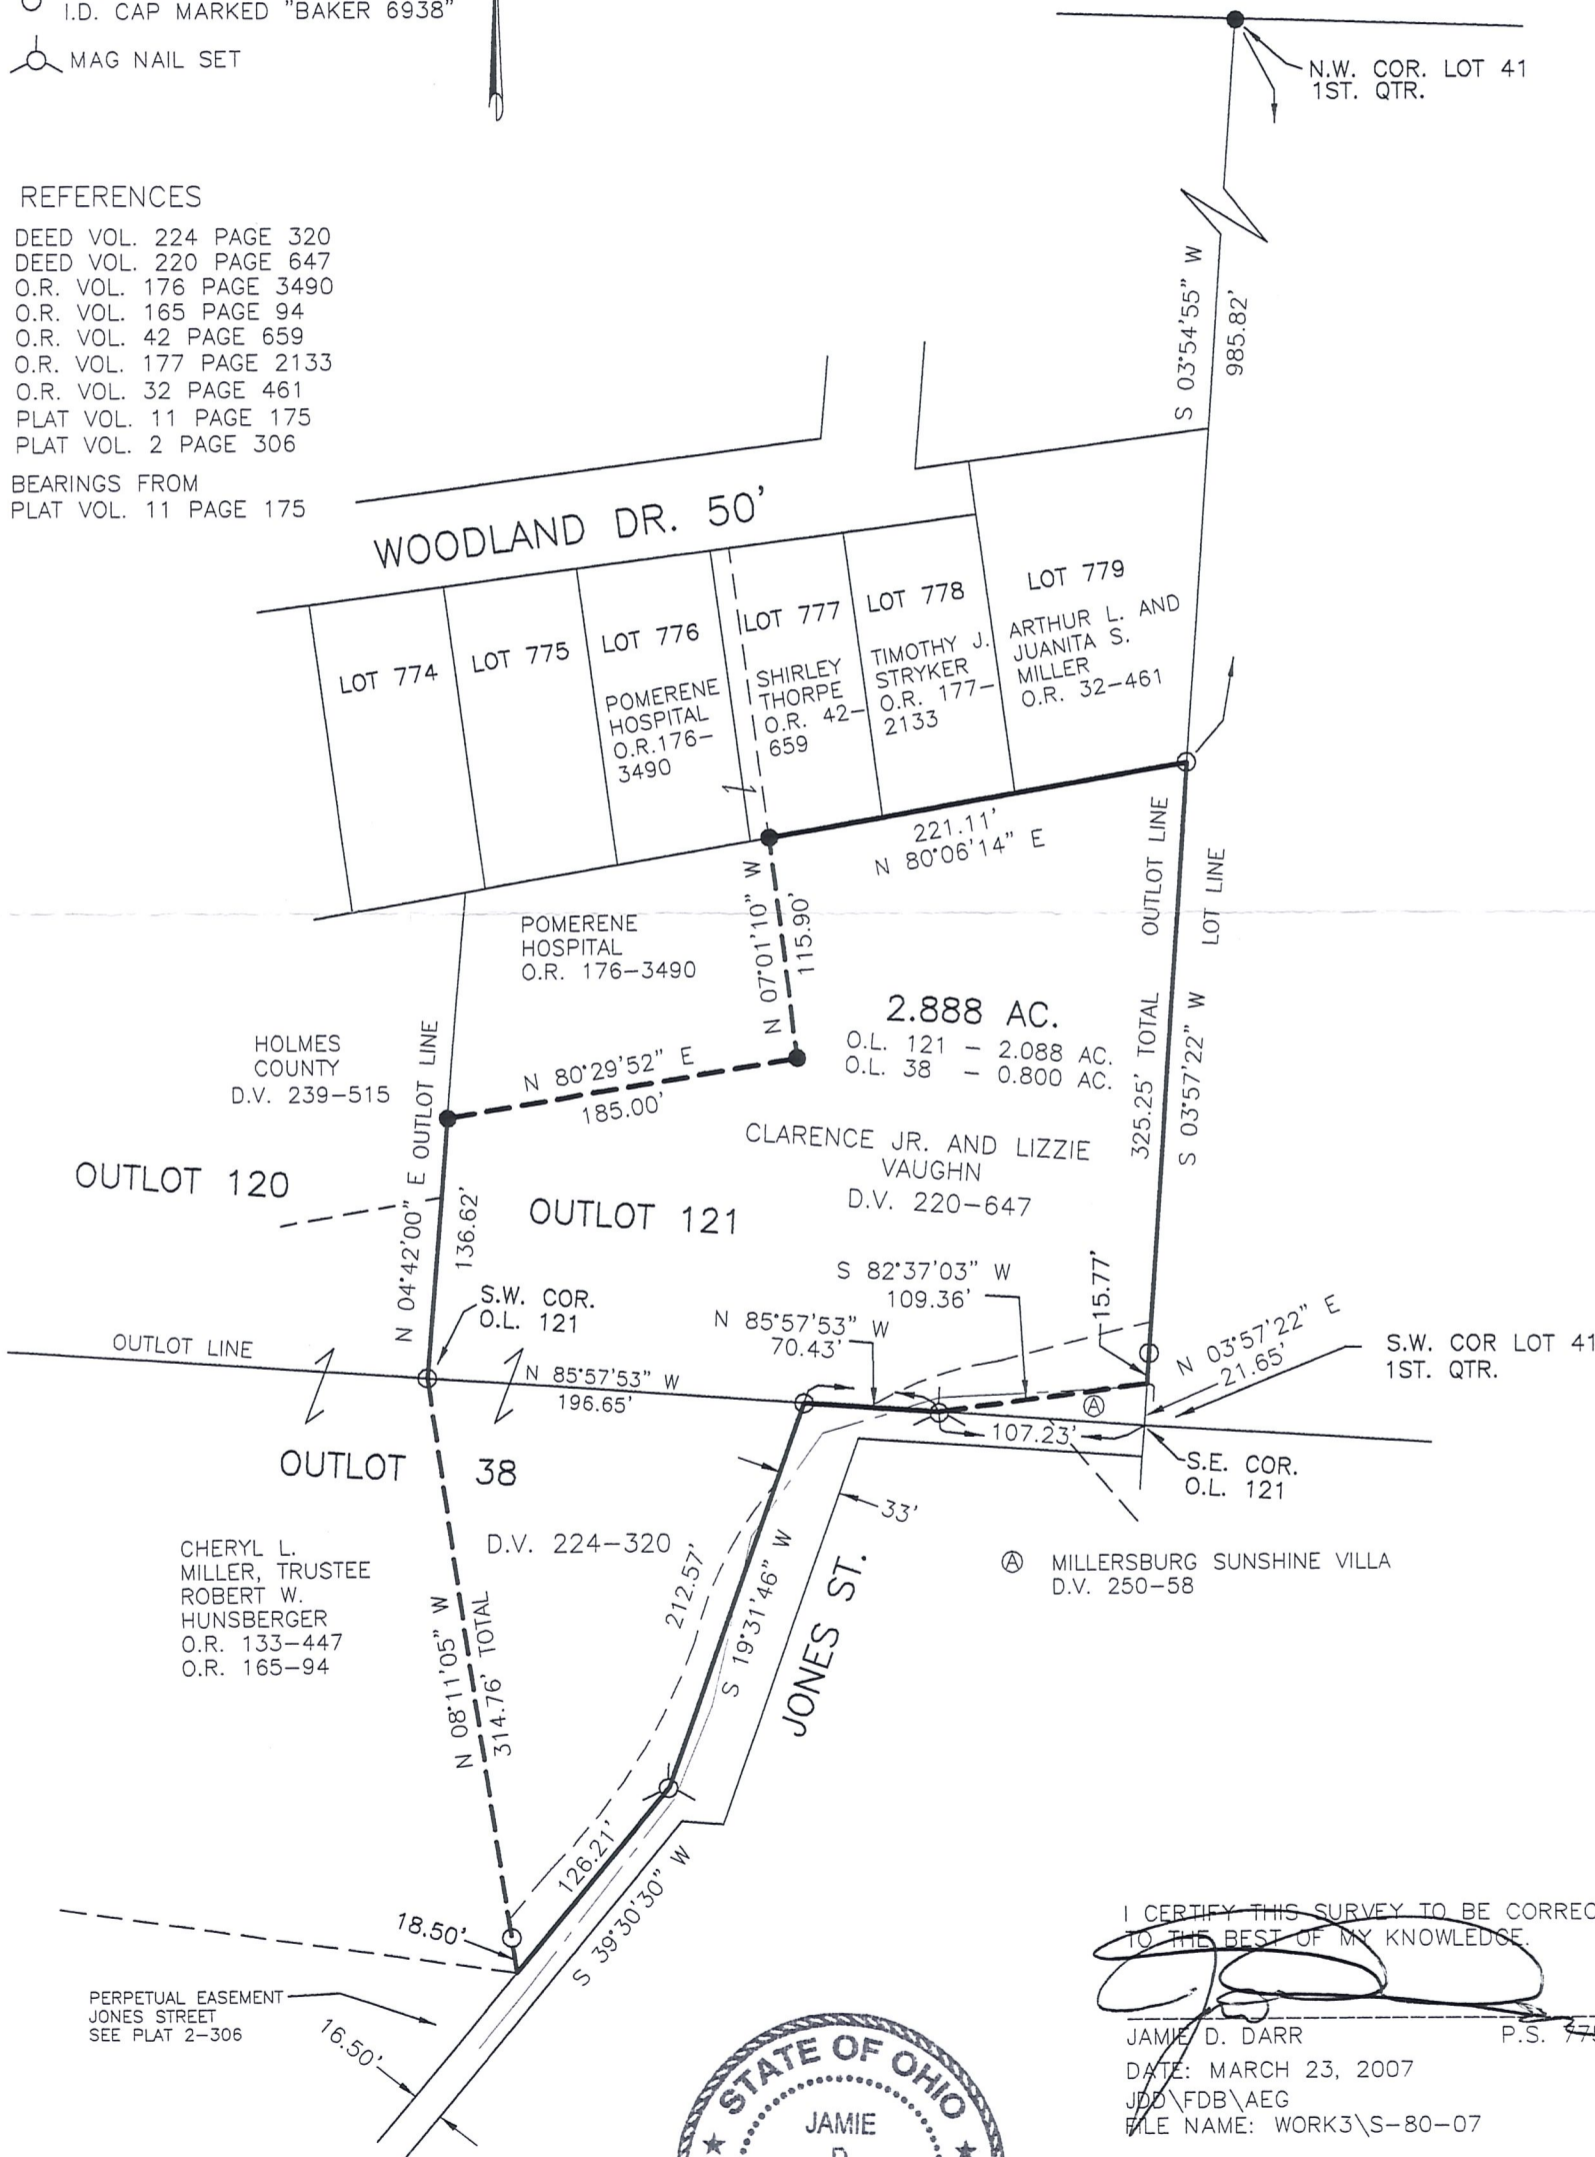 I.D. CAP MARKED "BAKER 6938"
MAG NAIL SET
N.W. COR. LOT 41
1ST. QTR.
REFERENCES
DEED VOL. 224 PAGE 320
DEED VOL. 220 PAGE 647
O.R. VOL. 176 PAGE 3490
O.R. VOL. 165 PAGE 94
O.R. VOL. 42 PAGE 659
O.R. VOL. 177 PAGE 2133
O.R. VOL. 32 PAGE 461
PLAT VOL. 11 PAGE 175
PLAT VOL. 2 PAGE 306
BEARINGS FROM
PLAT VOL. 11 PAGE 175
S 03°54'55" W
985.82'
WOODLAND DR. 50'
LOT 774
LOT 775
LOT 776
POMERENE
HOSPITAL
O.R.176-
3490
LOT 777
SHIRLEY
THORPE
O.R. 42-
659
LOT 778
TIMOTHY J.
STRYKER
O.R. 177-
2133
LOT 779
ARTHUR L. AND
JUANITA S.
MILLER
O.R. 32-461
221.11'
N 80°06'14" E
OUTLOT LINE
LOT LINE
325.25' TOTAL
S 03°57'22" W
POMERENE
HOSPITAL
O.R. 176-3490
N 07°01'10" W
115.90'
2.888 AC.
O.L. 121 - 2.088 AC.
O.L. 38 - 0.800 AC.
HOLMES
COUNTY
D.V. 239-515
N 80°29'52" E
185.00'
CLARENCE JR. AND LIZZIE
VAUGHN
D.V. 220-647
OUTLOT 120
OUTLOT 121
N 04°42'00" E OUTLOT LINE
136.62'
S.W. COR.
O.L. 121
S 82°37'03" W
109.36'
15.77'
N 85°57'53" W
70.43'
N 03°57'22" E
21.65'
S.W. COR LOT 41
1ST. QTR.
OUTLOT LINE
N 85°57'53" W
196.65'
A
107.23'
S.E. COR.
O.L. 121
OUTLOT 38
33'
CHERYL L.
MILLER, TRUSTEE
ROBERT W.
HUNSBERGER
O.R. 133-447
O.R. 165-94
D.V. 224-320
A MILLERSBURG SUNSHINE VILLA
D.V. 250-58
212.57'
S 19°31'46" W
JONES ST.
N 08°11'05" W
314.76' TOTAL
126.21'
S 39°30'30" W
18.50'
PERPETUAL EASEMENT
JONES STREET
SEE PLAT 2-306
16.50'
I CERTIFY THIS SURVEY TO BE CORREC
TO THE BEST OF MY KNOWLEDGE.
JAMIE D. DARR P.S.
DATE: MARCH 23, 2007
JDD\FDB\AEG
FILE NAME: WORK3\S-80-07
STATE OF OHIO
JAMIE
D.